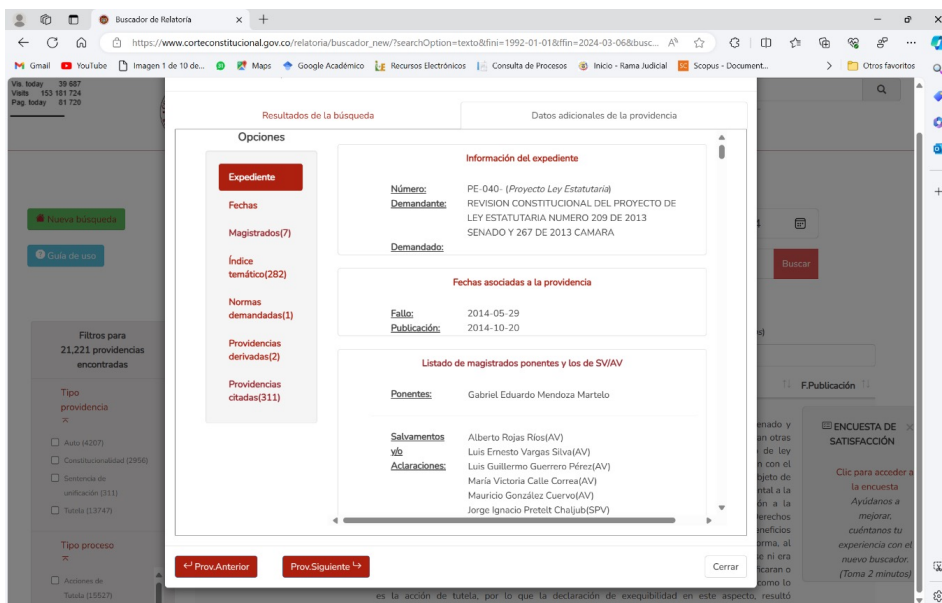 Buscador de Relatoría
https://www.corteconstitucional.gov.co/relatoria/buscador_new/?searchOption=texto&fini=1992-01-01&ffin=2024-03-06&busc...
Gmail YouTube Imagen 1 de 10 de... Maps Google Académico Recursos Electrónicos Consulta de Procesos Inicio - Rama Judicial Scopus - Document... Otros favoritos
Vis. today 39 687
Visits 153 181 724
Pag. today 81 720
Resultados de la búsqueda
Datos adicionales de la providencia
Opciones
Expediente
Fechas
Magistrados(7)
Índice
temático(282)
Normas
demandadas(1)
Providencias
derivadas(2)
Providencias
citadas(311)
Información del expediente
Número: PE-040- (Proyecto Ley Estatutaria)
Demandante: REVISION CONSTITUCIONAL DEL PROYECTO DE
LEY ESTATUTARIA NUMERO 209 DE 2013
SENADO Y 267 DE 2013 CAMARA
Demandado:
Fechas asociadas a la providencia
Fallo: 2014-05-29
Publicación: 2014-10-20
Listado de magistrados ponentes y los de SV/AV
Ponentes: Gabriel Eduardo Mendoza Martelo
Salvamentos Alberto Rojas Ríos(AV)
y/o Luis Ernesto Vargas Silva(AV)
Aclaraciones: Luis Guillermo Guerrero Pérez(AV)
María Victoria Calle Correa(AV)
Mauricio González Cuervo(AV)
Jorge Ignacio Pretelt Chaljub(SPV)
Prov.Anterior
Prov.Siguiente
Cerrar
Nueva búsqueda
Guía de uso
Buscar
Filtros para
21,221 providencias
encontradas
Tipo
providencia
Auto (4207)
Constitucionalidad (2956)
Sentencia de
unificación (311)
Tutela (13747)
Tipo proceso
Acciones de
Tutela (15527)
F.Publicación
ENCUESTA DE
SATISFACCIÓN
Clic para acceder a
la encuesta
Ayúdanos a
mejorar,
cuéntanos tu
experiencia con el
nuevo buscador.
(Toma 2 minutos)
es la acción de tutela, por lo que la declaración de exequibilidad en este aspecto, resultó